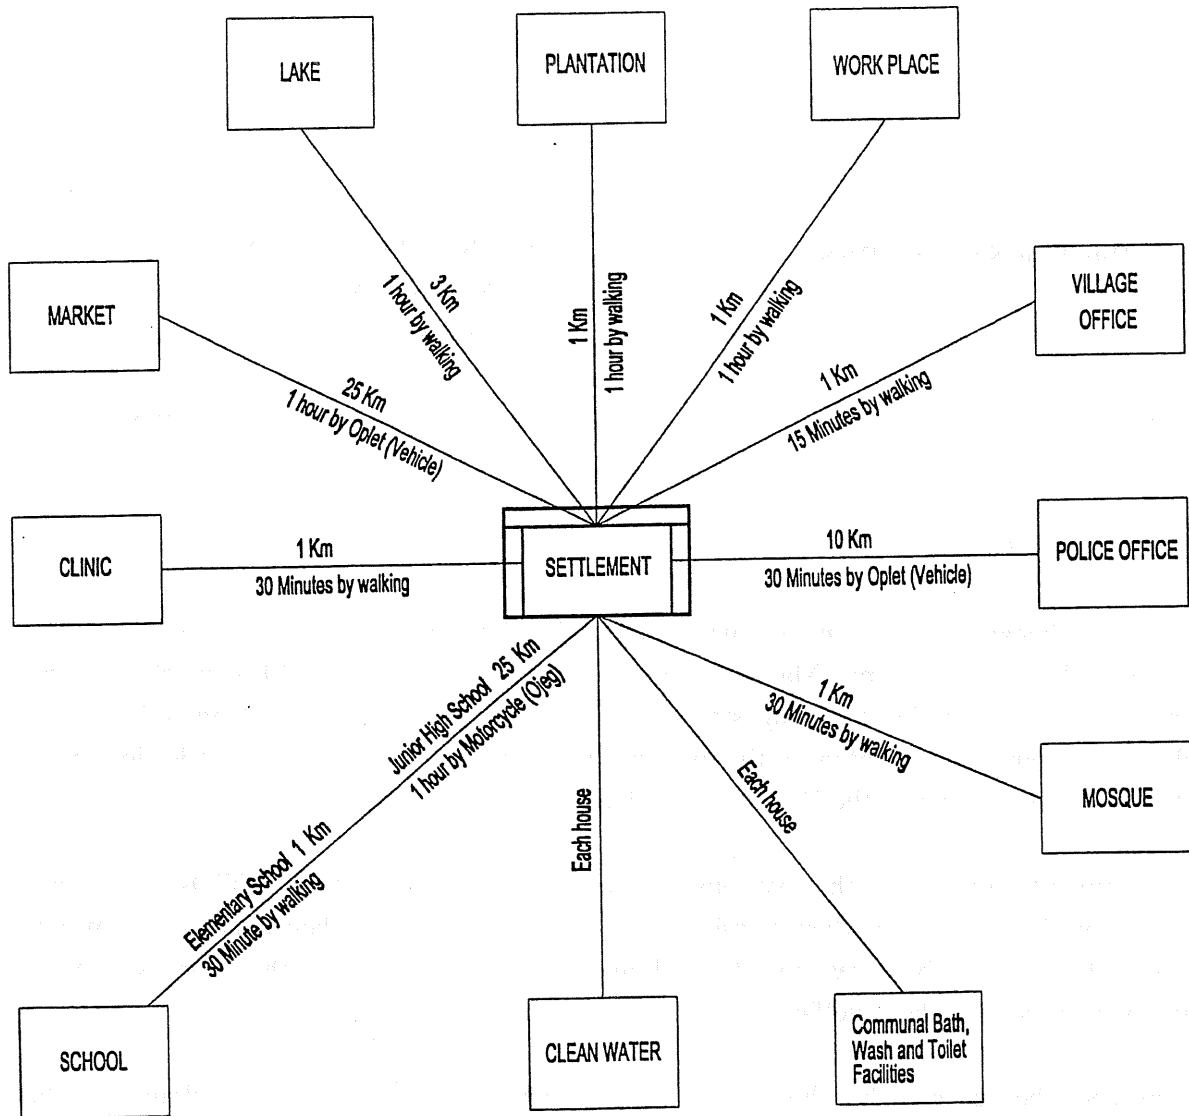 LAKE
PLANTATION
WORK PLACE
MARKET
VILLAGE
OFFICE
3 Km
1 hour by walking
1 Km
1 hour by walking
1 Km
1 hour by walking
25 Km
1 hour by Oplet (Vehicle)
1 Km
15 Minutes by walking
CLINIC
1 Km
30 Minutes by walking
SETTLEMENT
10 Km
30 Minutes by Oplet (Vehicle)
POLICE OFFICE
Junior High School 25 Km
1 hour by Motorcycle (Ojeg)
Elementary School 1 Km
30 Minute by walking
Each house
Each house
1 Km
30 Minutes by walking
MOSQUE
SCHOOL
CLEAN WATER
Communal Bath,
Wash and Toilet
Facilities